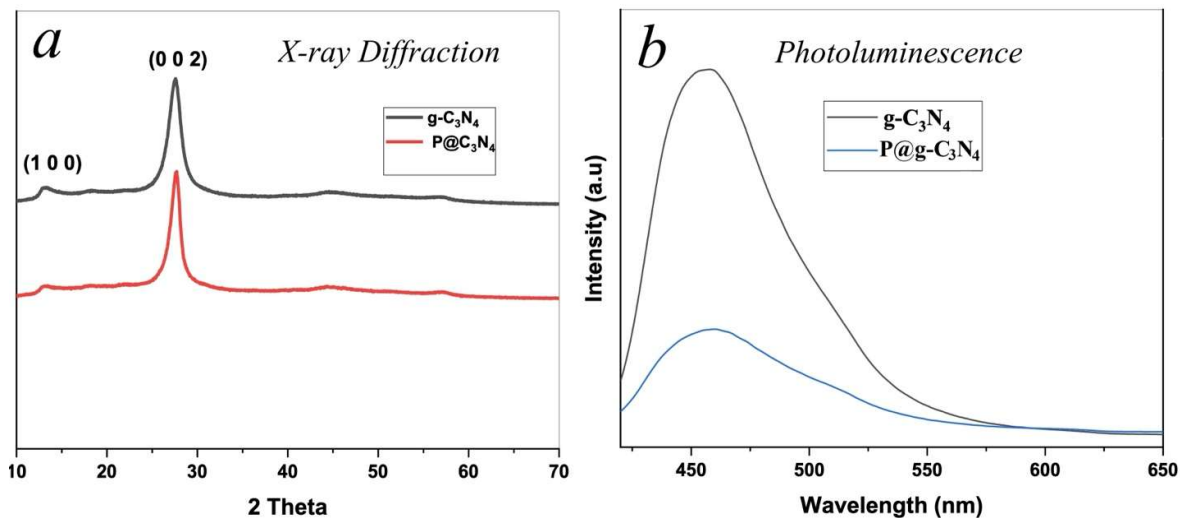 a
X-ray Diffraction
(0 0 2)
g-C₃N₄
P@C₃N₄
(1 0 0)
10 20 30 40 50 60 70
2 Theta
b
Photoluminescence
g-C₃N₄
P@g-C₃N₄
Intensity (a.u)
450 500 550 600 650
Wavelength (nm)